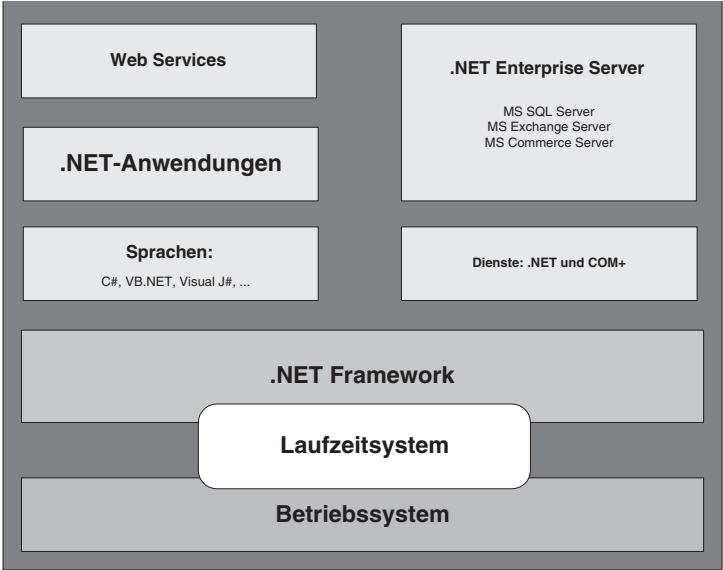 Web Services
.NET-Anwendungen
Sprachen:
C#, VB.NET, Visual J#, ...
.NET Enterprise Server
MS SQL Server
MS Exchange Server
MS Commerce Server
Dienste: .NET und COM+
.NET Framework
Laufzeitsystem
Betriebssystem